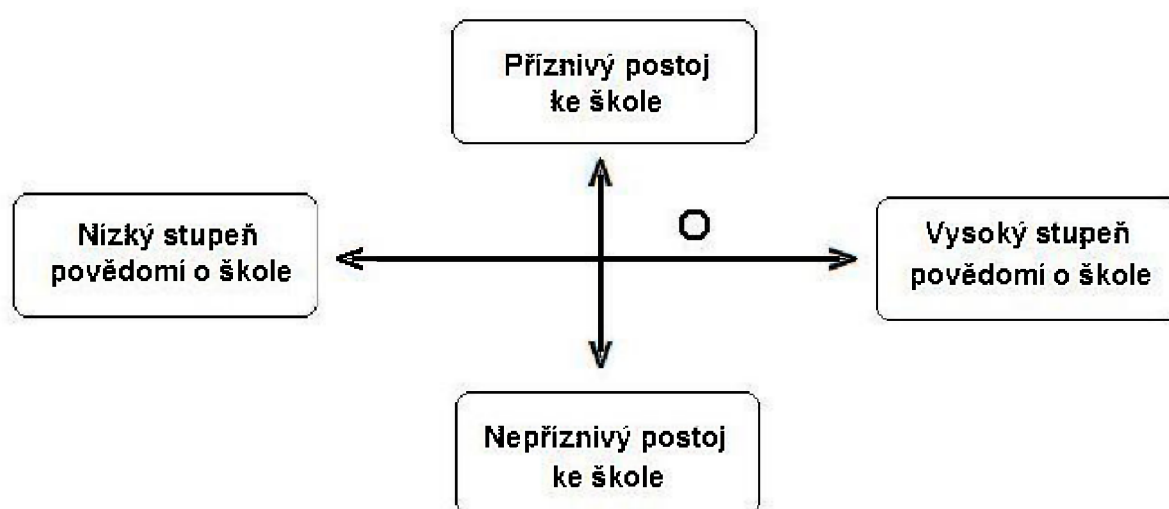 Příznivý postoj
ke škole
Nízký stupeň
povědomí o škole
Vysoký stupeň
povědomí o škole
Nepříznivý postoj
ke škole